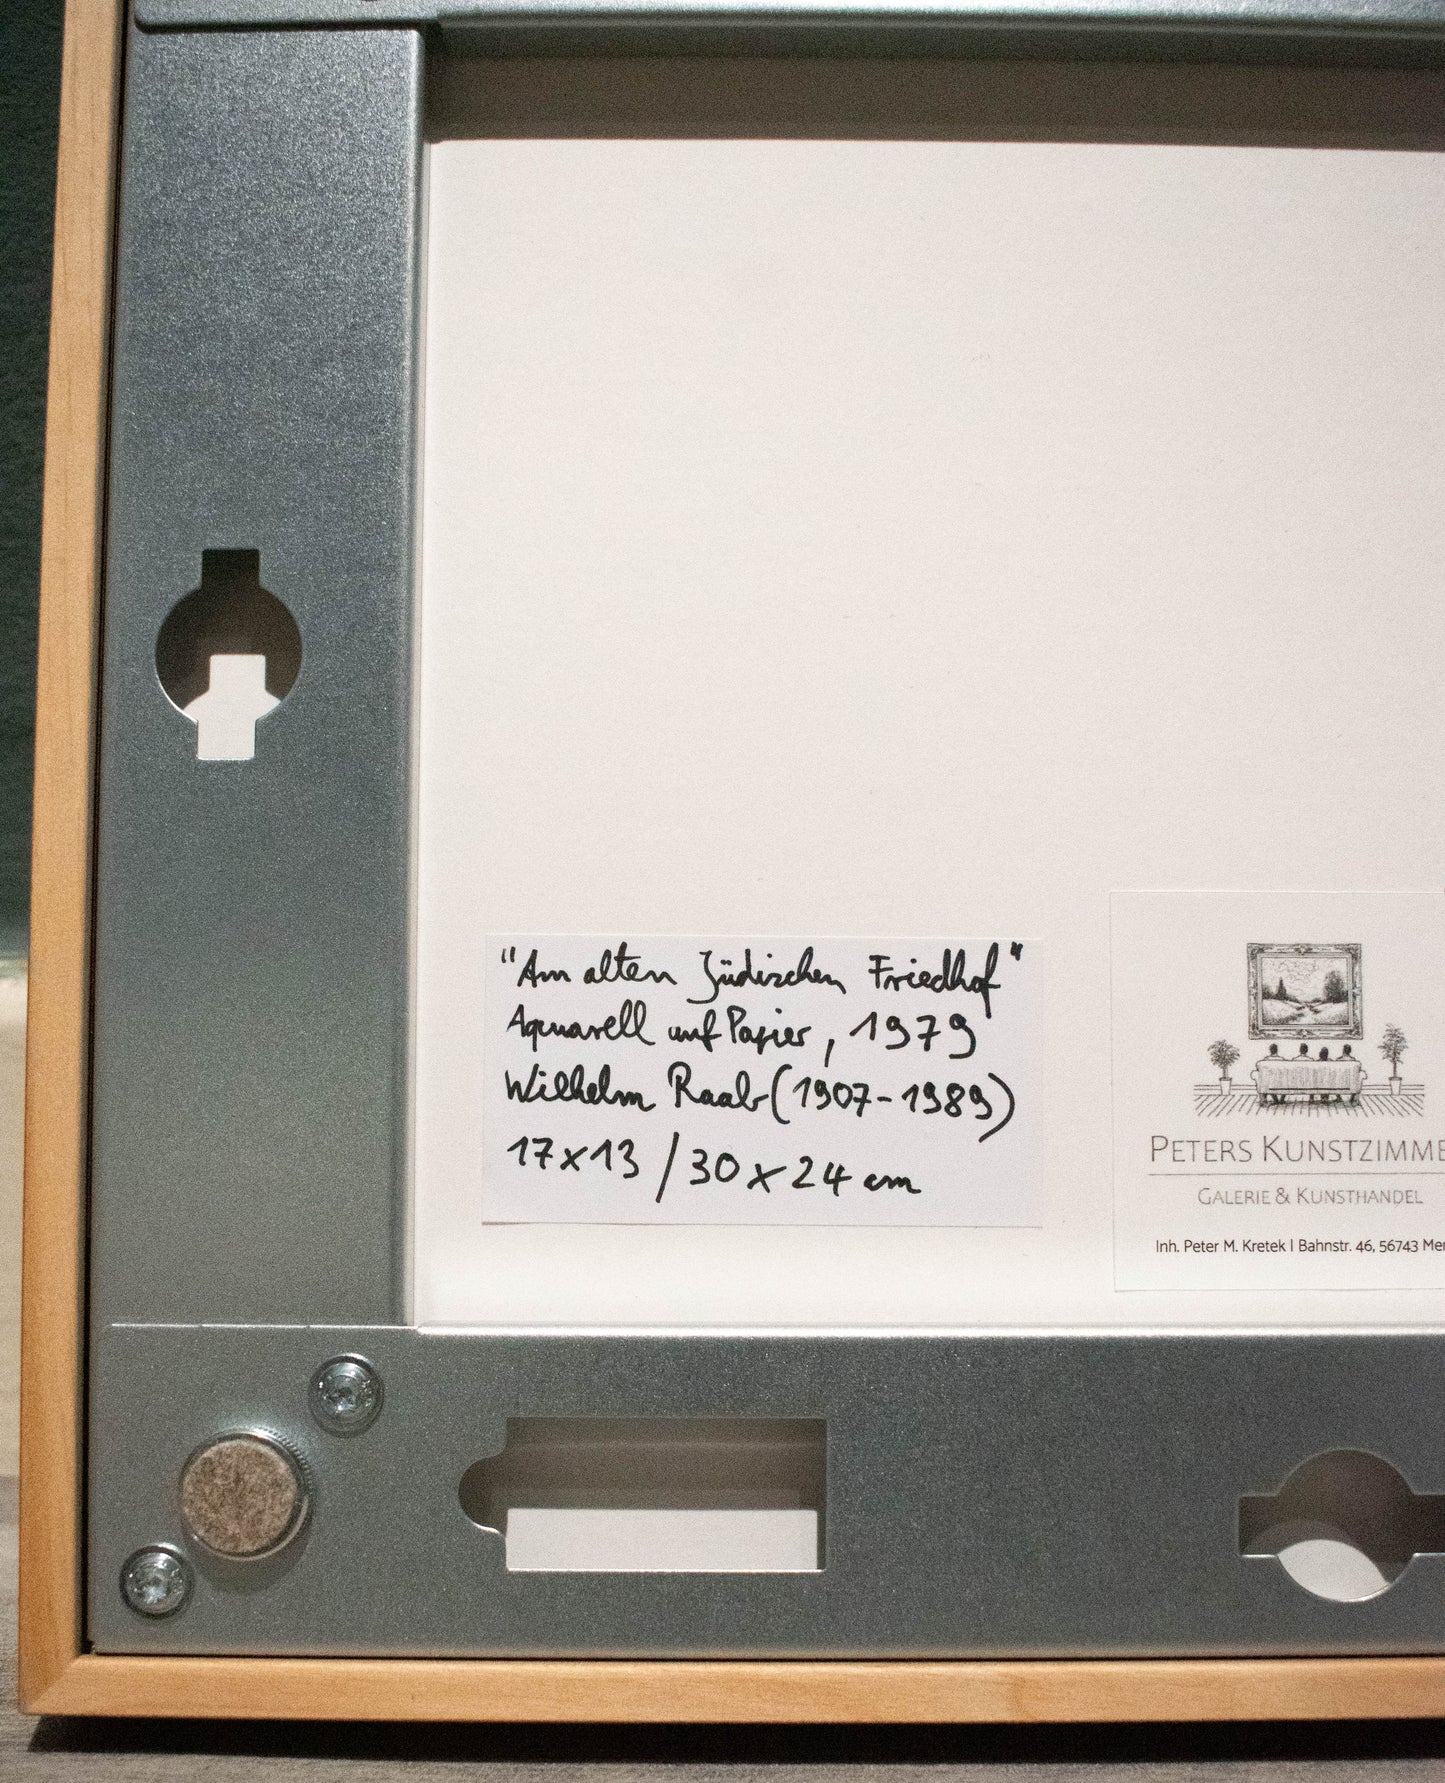 "Am alten Jüdischen Friedhof"
Aquarell auf Papier, 1979
Wilhelm Raab (1907-1989)
17x13 / 30x24 cm
PETERS KUNSTZIMME
GALERIE & KUNSTHANDEL
Inh. Peter M. Kretek | Bahnstr. 46, 56743 Me